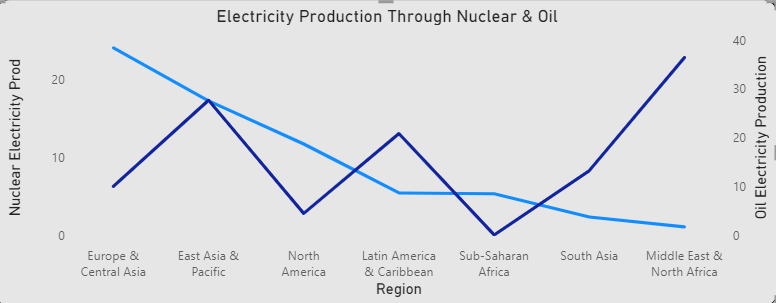 Electricity Production Through Nuclear & Oil
Nuclear Electricity Prod
20
10
0
40
30
20
10
0
Oil Electricity Production
Europe &
Central Asia
East Asia &
Pacific
North
America
Latin America
& Caribbean
Sub-Saharan
Africa
South Asia
Middle East &
North Africa
Region